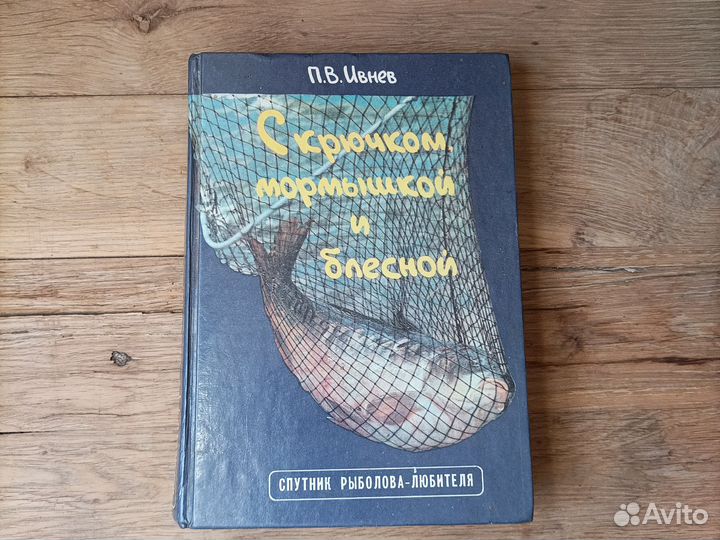 П.В. Ивнев
С крючком,
мормышкой
и
блесной
СПУТНИК РЫБОЛОВА-ЛЮБИТЕЛЯ
Avito